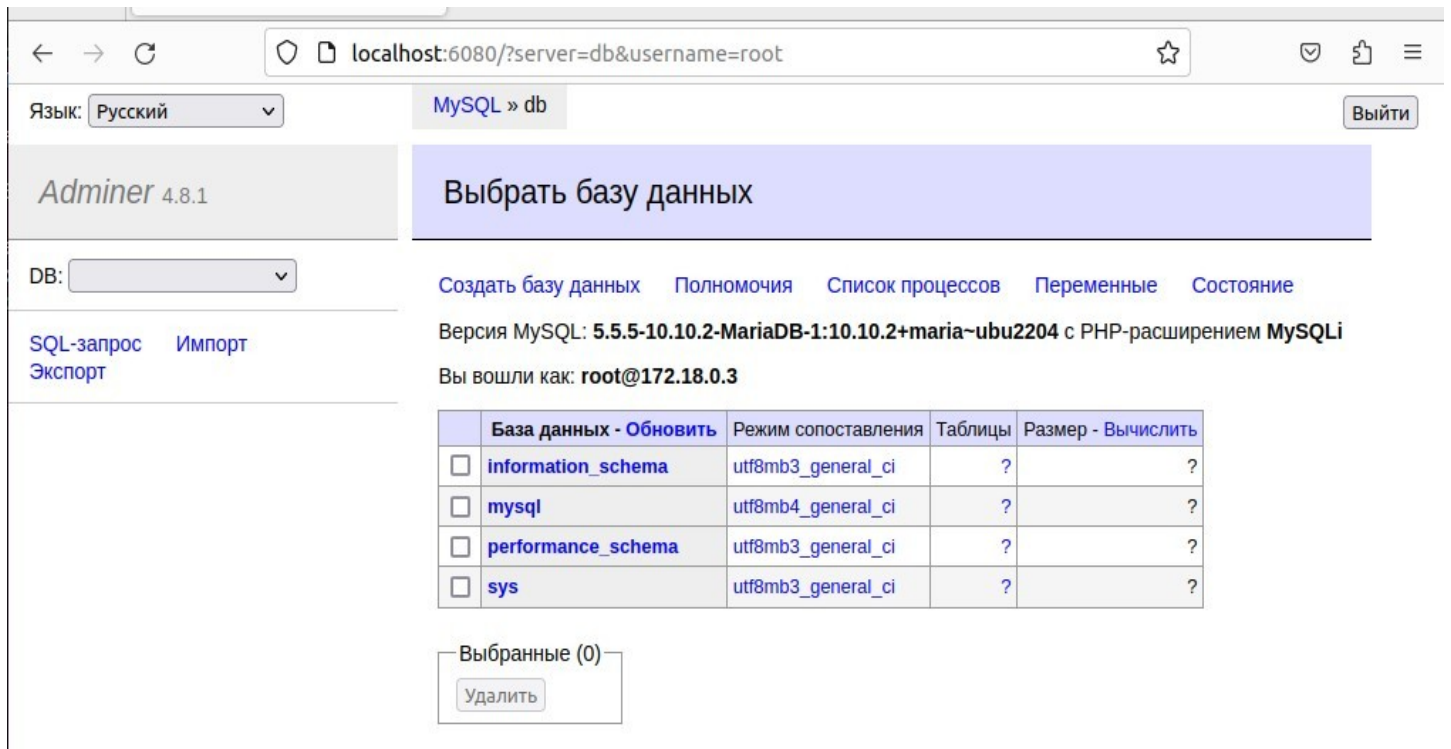 localhost:6080/?server=db&username=root
Язык: Русский
MySQL » db
Выйти
Adminer 4.8.1
Выбрать базу данных
DB:
Создать базу данных Полномочия Список процессов Переменные Состояние
SQL-запрос Импорт
Экспорт
Версия MySQL: 5.5.5-10.10.2-MariaDB-1:10.10.2+maria~ubu2204 с PHP-расширением MySQLi
Вы вошли как: root@172.18.0.3
База данных - Обновить Режим сопоставления Таблицы Размер - Вычислить
information_schema utf8mb3_general_ci ? ?
mysql utf8mb4_general_ci ? ?
performance_schema utf8mb3_general_ci ? ?
sys utf8mb3_general_ci ? ?
Выбранные (0)
Удалить